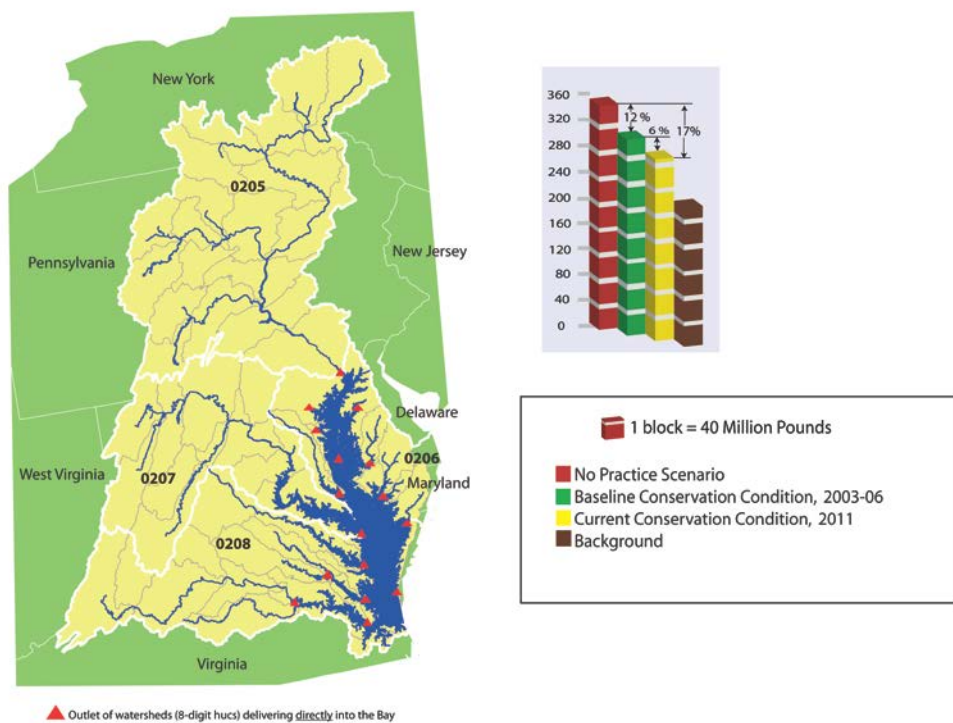 New York
0205
Pennsylvania
New Jersey
Delaware
West Virginia
0206
Maryland
0207
0208
Virginia
Outlet of watersheds (8-digit hucs) delivering directly into the Bay
360
320
280
240
200
160
120
80
40
0
12 %
6 %
17%
1 block = 40 Million Pounds
No Practice Scenario
Baseline Conservation Condition, 2003-06
Current Conservation Condition, 2011
Background